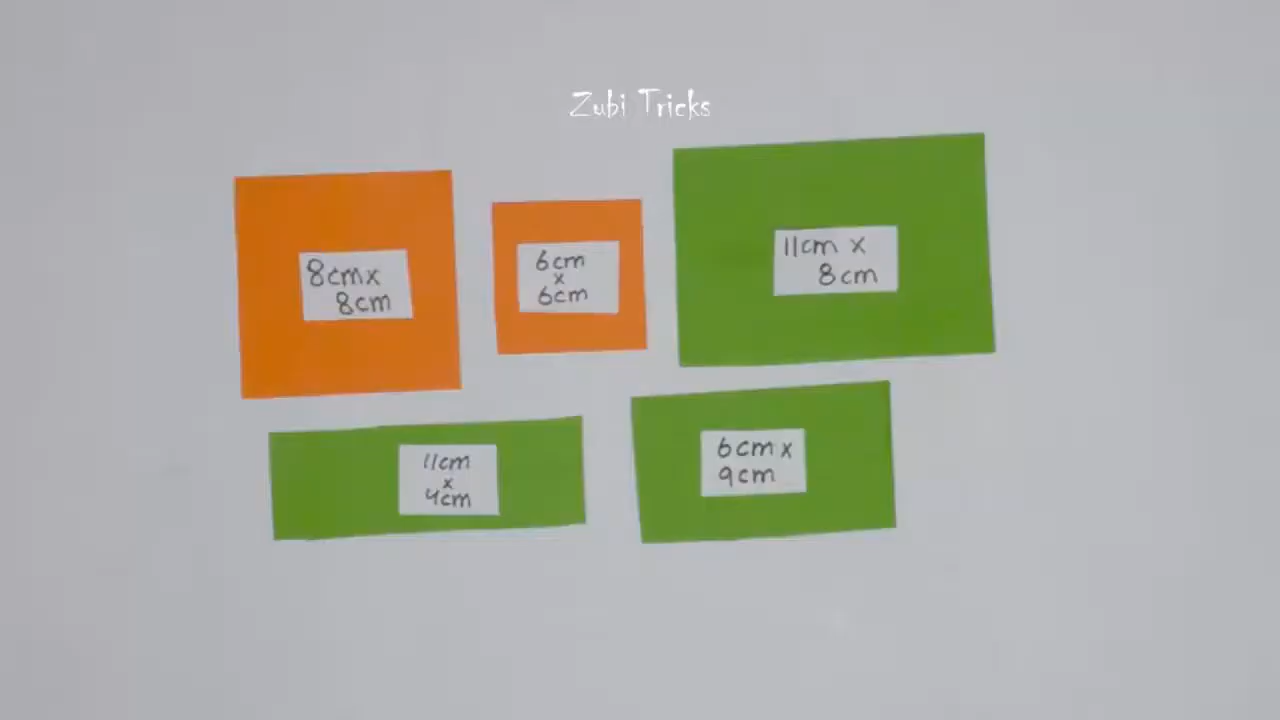 Zubi Tricks
8cm x
8cm
6cm
x
6cm
11cm x
8cm
11cm
x
4cm
6cm x
9cm